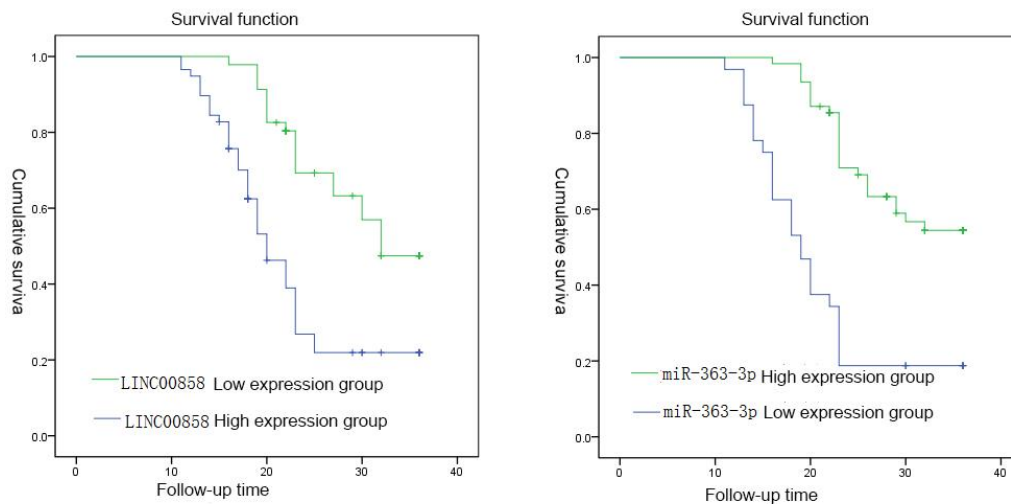 Survival function
1.0
0.8
0.6
0.4
0.2
0.0
Cumulative surviva
LINC00858 Low expression group
LINC00858 High expression group
0
10
20
30
40
Follow-up time
Survival function
1.0
0.8
0.6
0.4
0.2
0.0
Cumulative surviva
miR-363-3p High expression group
miR-363-3p Low expression group
0
10
20
30
40
Follow-up time